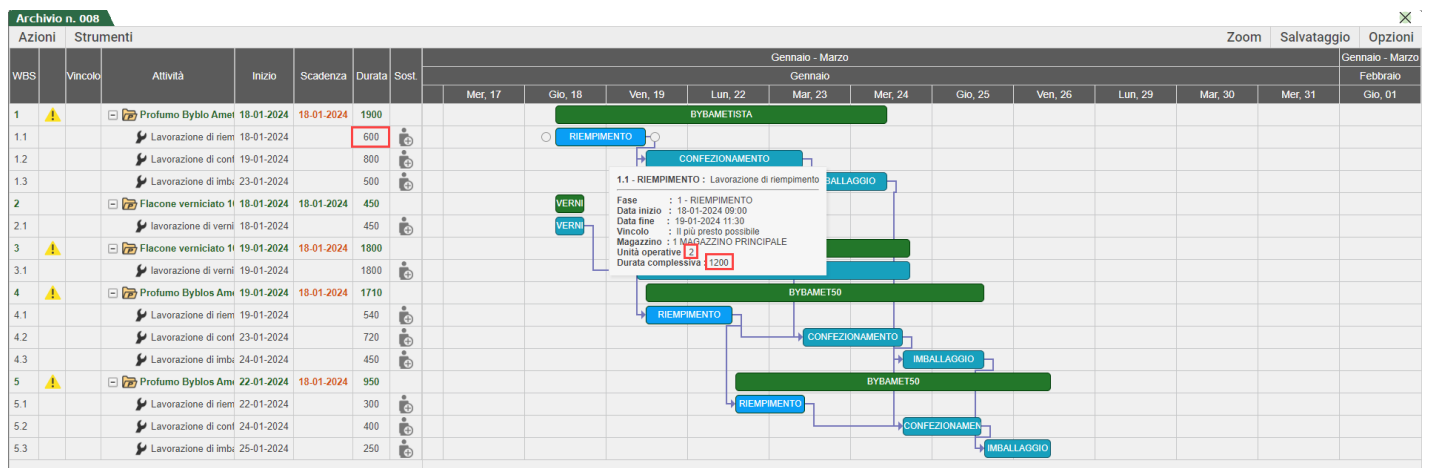 Archivio n. 008
Azioni Strumenti Zoom Salvataggio Opzioni
Gennaio - Marzo Gennaio - Marzo
WBS Vincolo Attività Inizio Scadenza Durata Sost. Gennaio Febbraio
Mer, 17 Gio, 18 Ven, 19 Lun, 22 Mar, 23 Mer, 24 Gio, 25 Ven, 26 Lun, 29 Mar, 30 Mer, 31 Gio, 01
1 Profumo Byblo Amet 18-01-2024 18-01-2024 1900 BYBAMETISTA
1.1 Lavorazione di riem 18-01-2024 600 RIEMPIMENTO
1.2 Lavorazione di conf 19-01-2024 800 CONFEZIONAMENTO
1.3 Lavorazione di imba 23-01-2024 500 BALLAGGIO
2 Flacone verniciato 1 18-01-2024 18-01-2024 450 VERNI
2.1 lavorazione di verni 18-01-2024 450 VERNI
3 Flacone verniciato 1 19-01-2024 18-01-2024 1800
3.1 lavorazione di verni 19-01-2024 1800
1.1 - RIEMPIMENTO : Lavorazione di riempimento
Fase : 1 - RIEMPIMENTO
Data inizio : 18-01-2024 09:00
Data fine : 19-01-2024 11:30
Vincolo : Il più presto possibile
Magazzino : 1 MAGAZZINO PRINCIPALE
Unità operative : 2
Durata complessiva : 1200
4 Profumo Byblos Am 19-01-2024 18-01-2024 1710 BYBAMET50
4.1 Lavorazione di riem 19-01-2024 540 RIEMPIMENTO
4.2 Lavorazione di conf 23-01-2024 720 CONFEZIONAMENTO
4.3 Lavorazione di imba 24-01-2024 450 IMBALLAGGIO
5 Profumo Byblos Am 22-01-2024 18-01-2024 950 BYBAMET50
5.1 Lavorazione di riem 22-01-2024 300 RIEMPIMENTO
5.2 Lavorazione di conf 24-01-2024 400 CONFEZIONAMEN
5.3 Lavorazione di imba 25-01-2024 250 IMBALLAGGIO